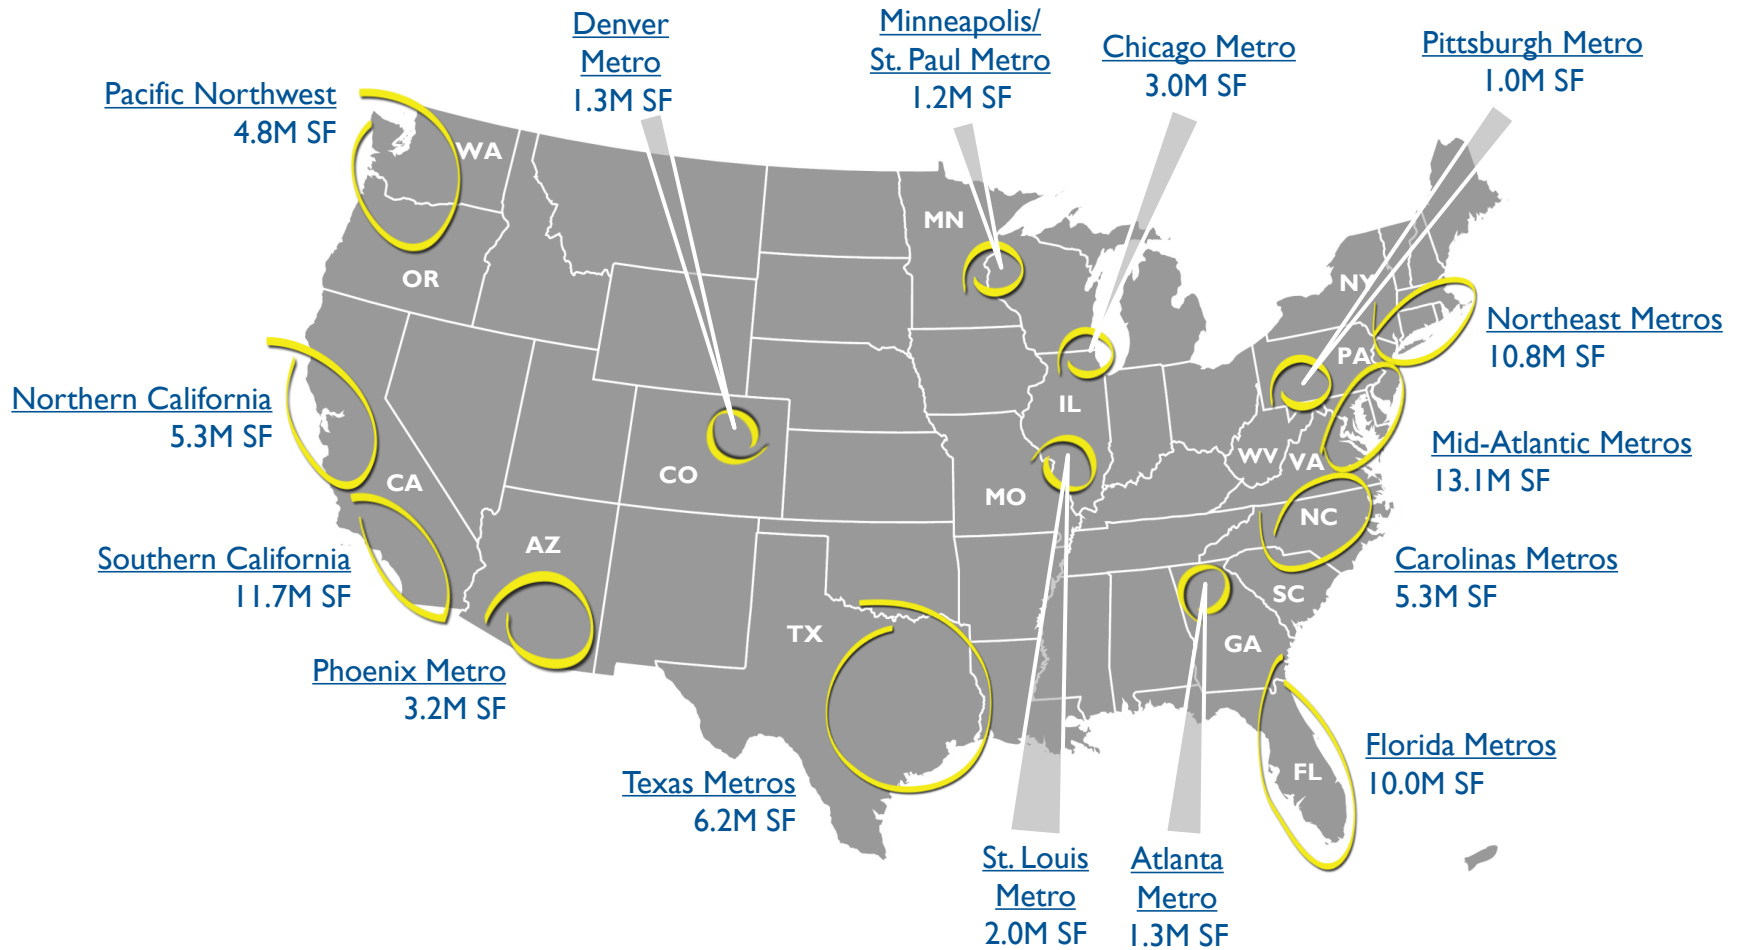 Denver
Metro
1.3M SF
Minneapolis/
St. Paul Metro
1.2M SF
Chicago Metro
3.0M SF
Pittsburgh Metro
1.0M SF
Pacific Northwest
4.8M SF
WA
MN
OR
NY
Northeast Metros
10.8M SF
PA
Northern California
5.3M SF
IL
Mid-Atlantic Metros
13.1M SF
WV
VA
CO
CA
MO
NC
AZ
Southern California
11.7M SF
Carolinas Metros
5.3M SF
SC
TX
GA
Phoenix Metro
3.2M SF
Florida Metros
10.0M SF
FL
Texas Metros
6.2M SF
St. Louis
Metro
2.0M SF
Atlanta
Metro
1.3M SF